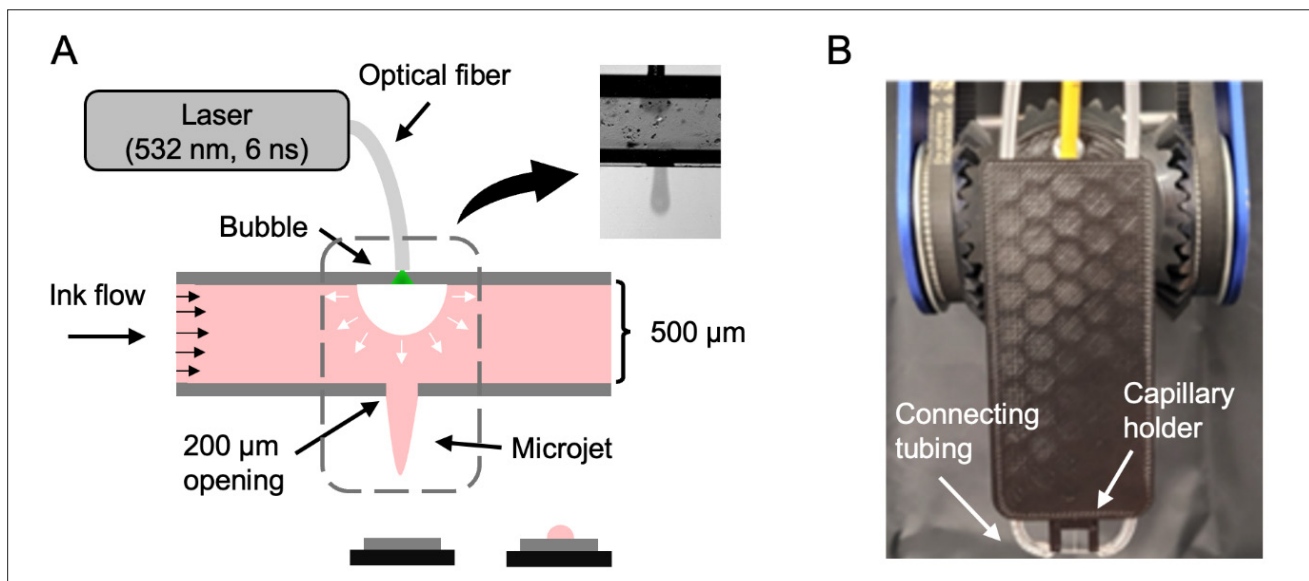 A
Optical fiber
Laser
(532 nm, 6 ns)
Bubble
Ink flow
500 µm
200 µm
opening
Microjet
B
Connecting
tubing
Capillary
holder